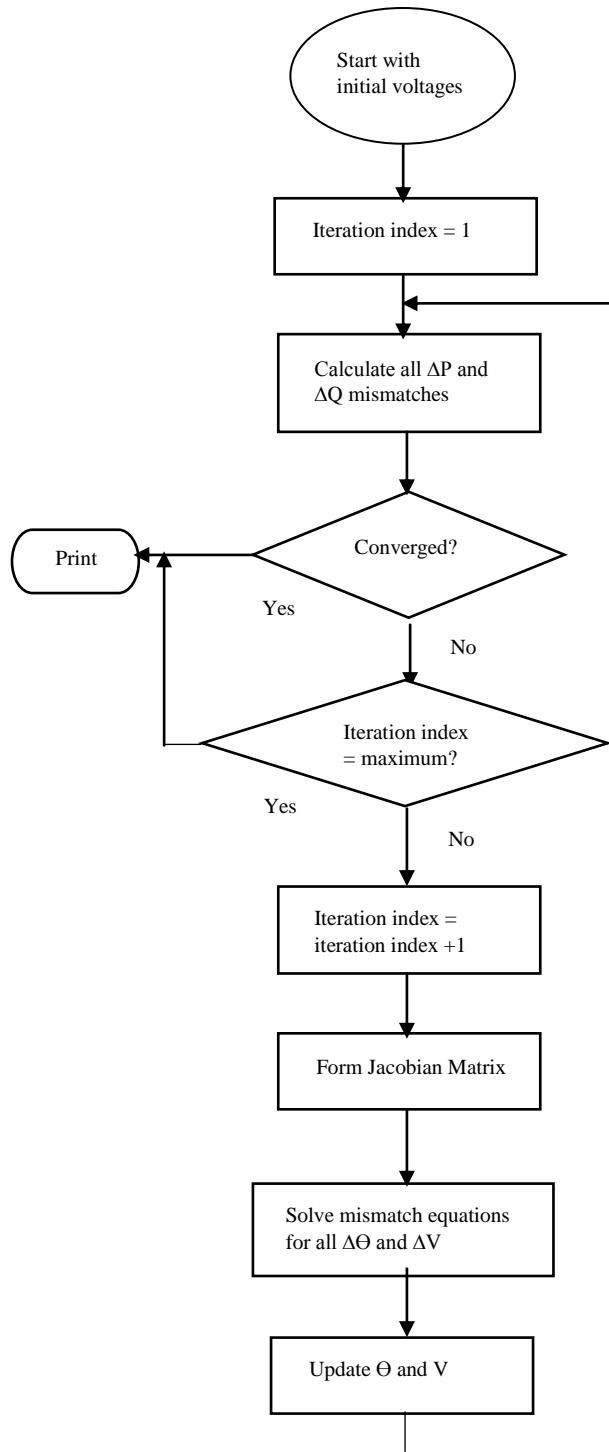 Start with
initial voltages
Iteration index = 1
Calculate all ΔP and
ΔQ mismatches
Converged?
Print
Yes
No
Iteration index
= maximum?
Yes
No
Iteration index =
iteration index +1
Form Jacobian Matrix
Solve mismatch equations
for all Δϴ and ΔV
Update ϴ and V